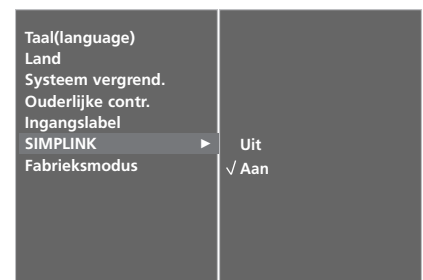 Taal(language)
Land
Systeem vergrend.
Ouderlijke contr.
Ingangslabel
SIMPLINK ►
Fabrieksmodus
Uit
√ Aan